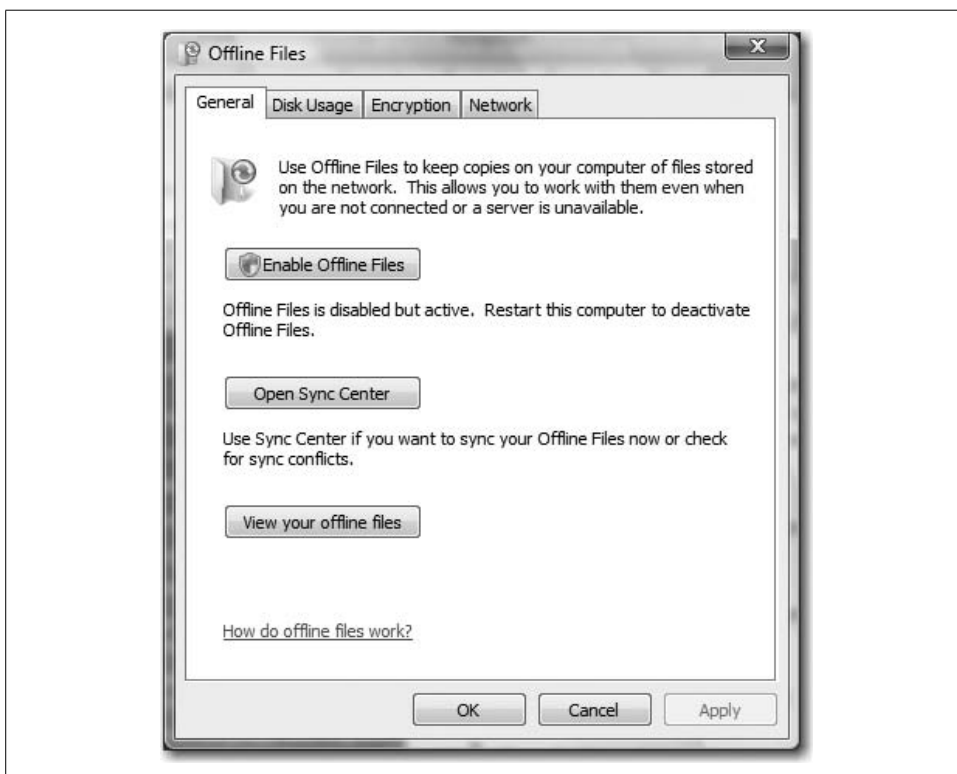 Offline Files
General
Disk Usage
Encryption
Network
Use Offline Files to keep copies on your computer of files stored
on the network. This allows you to work with them even when
you are not connected or a server is unavailable.
Enable Offline Files
Offline Files is disabled but active. Restart this computer to deactivate
Offline Files.
Open Sync Center
Use Sync Center if you want to sync your Offline Files now or check
for sync conflicts.
View your offline files
How do offline files work?
OK
Cancel
Apply